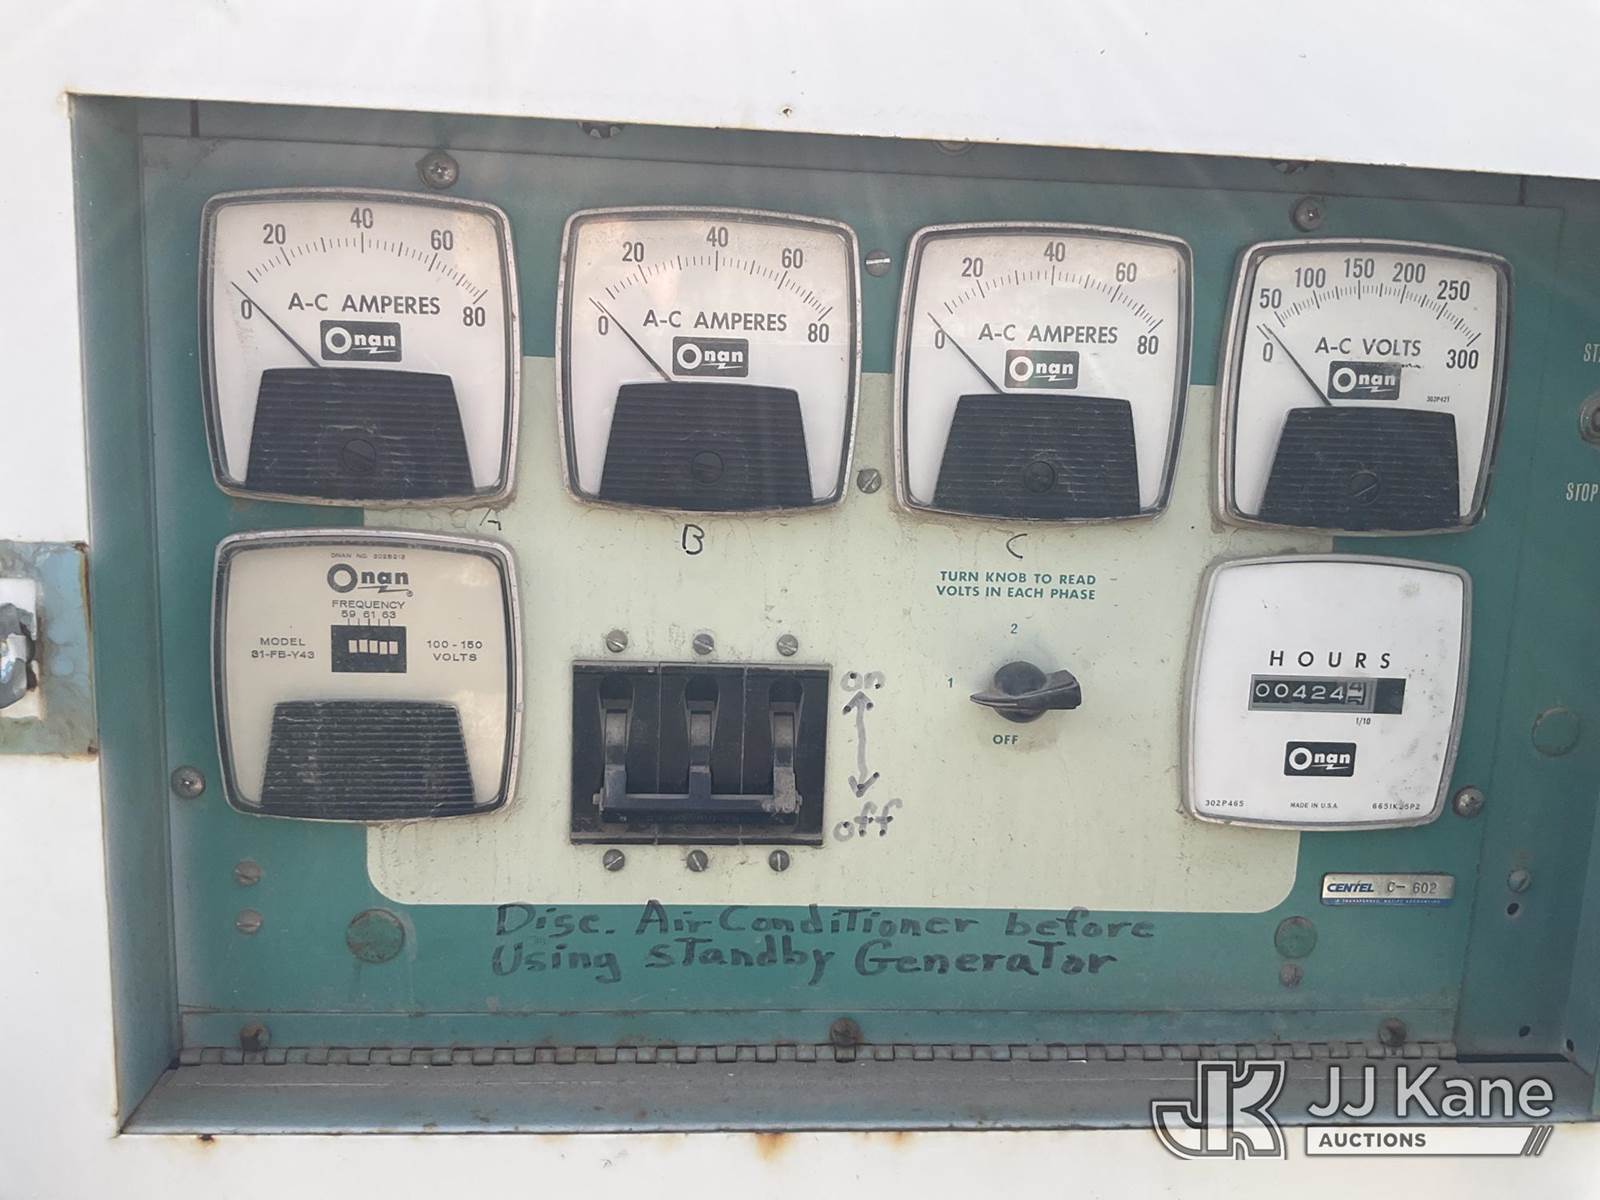 0 20 40 60 80
A-C AMPERES
Onan
0 20 40 60 80
A-C AMPERES
Onan
0 20 40 60 80
A-C AMPERES
Onan
0 50 100 150 200 250 300
A-C VOLTS
Onan
302P421
STOP
A
B
C
Onan
FREQUENCY
59 61 63
MODEL
100-150
VOLTS
on
off
TURN KNOB TO READ
VOLTS IN EACH PHASE
2
1
OFF
HOURS
00424
1/10
Onan
302P465
MADE IN U.S.A.
CENTEL C-602
Disc. Air Conditioner before
Using standby Generator
JK JJ Kane
AUCTIONS